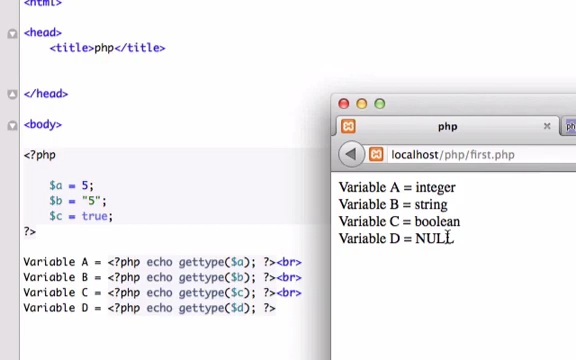 <html>
<head>
<title>php</title>
</head>
<body>
<?php
$a = 5;
$b = "5";
$c = true;
?>
Variable A = <?php echo gettype($a); ?><br>
Variable B = <?php echo gettype($b); ?><br>
Variable C = <?php echo gettype($c); ?><br>
Variable D = <?php echo gettype($d); ?>
php
php
localhost/php/first.php
Variable A = integer
Variable B = string
Variable C = boolean
Variable D = NULL